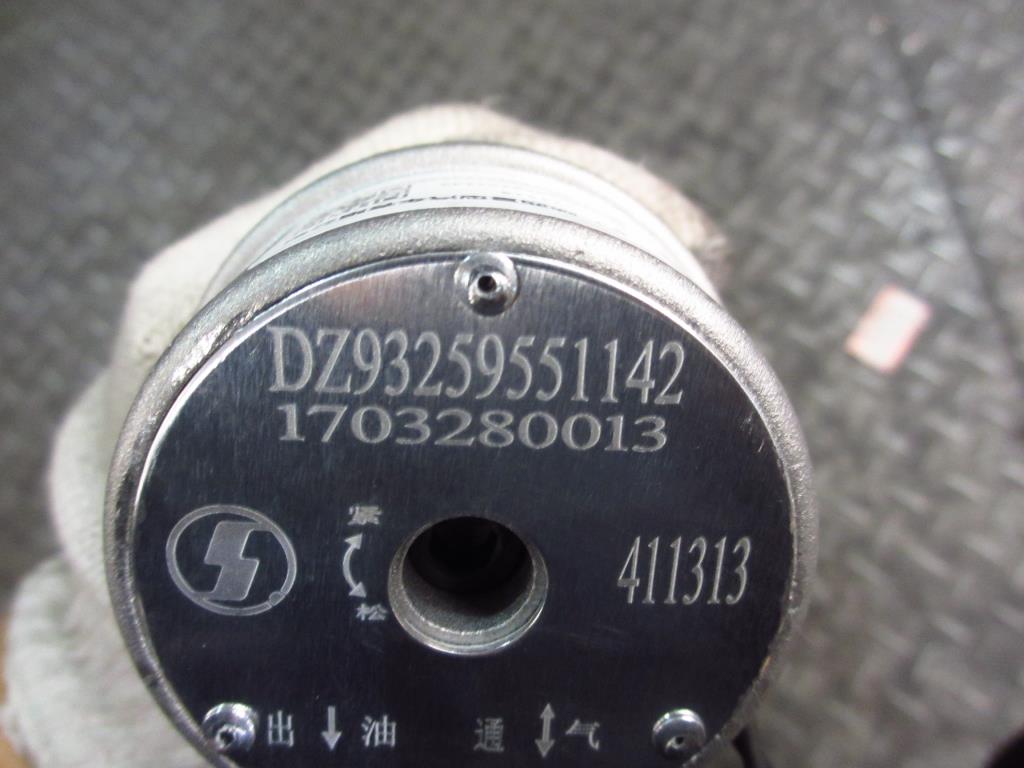 DZ93259551142
1703280013
紧
松
411313
出 ↓ 油 通 ↕ 气